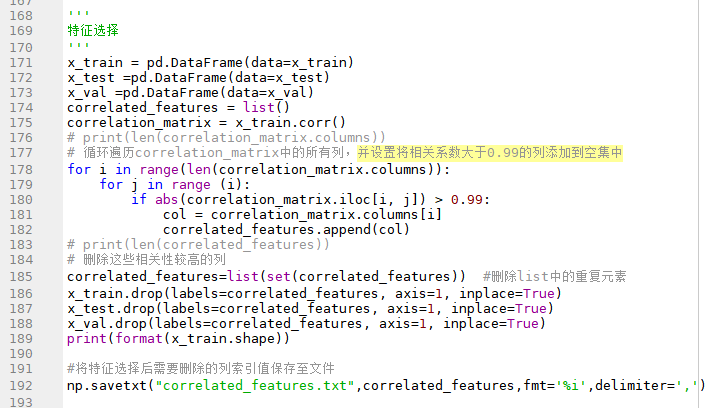 167
168 '''
169 特征选择
170 '''
171 x_train = pd.DataFrame(data=x_train)
172 x_test =pd.DataFrame(data=x_test)
173 x_val =pd.DataFrame(data=x_val)
174 correlated_features = list()
175 correlation_matrix = x_train.corr()
176 # print(len(correlation_matrix.columns))
177 # 循环遍历correlation_matrix中的所有列，并设置将相关系数大于0.99的列添加到空集中
178 for i in range(len(correlation_matrix.columns)):
179     for j in range (i):
180         if abs(correlation_matrix.iloc[i, j]) > 0.99:
181             col = correlation_matrix.columns[i]
182             correlated_features.append(col)
183 # print(len(correlated_features))
184 # 删除这些相关性较高的列
185 correlated_features=list(set(correlated_features))  #删除list中的重复元素
186 x_train.drop(labels=correlated_features, axis=1, inplace=True)
187 x_test.drop(labels=correlated_features, axis=1, inplace=True)
188 x_val.drop(labels=correlated_features, axis=1, inplace=True)
189 print(format(x_train.shape))
190
191 #将特征选择后需要删除的列索引值保存至文件
192 np.savetxt("correlated_features.txt",correlated_features,fmt='%i',delimiter=',')
193